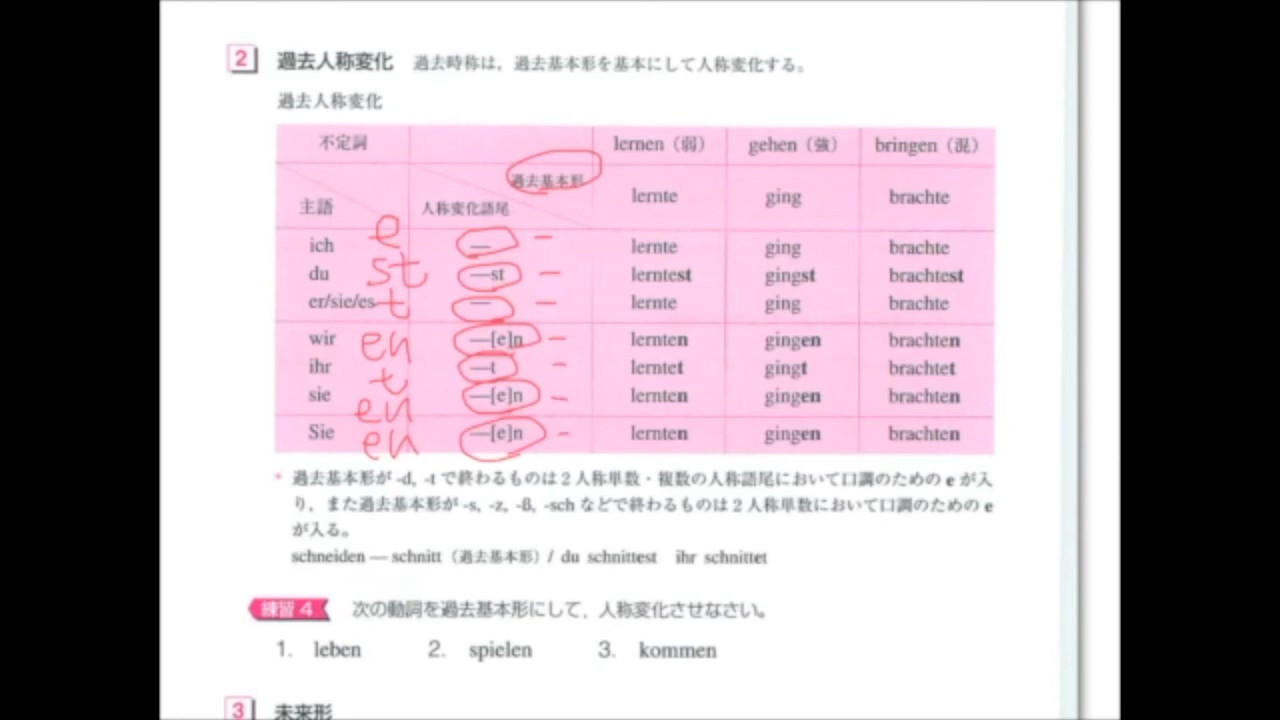 2 過去人称変化 過去時称は，過去基本形を基本にして人称変化する。
過去人称変化
不定詞 lernen（弱） gehen（強） bringen（混）
過去基本形
主語 人称変化語尾 lernte ging brachte
ich e — - lernte ging brachte
du st —st - lerntest gingst brachtest
er/sie/es t — - lernte ging brachte
wir en —[e]n - lernten gingen brachten
ihr t —t - lerntet gingt brachtet
sie en —[e]n - lernten gingen brachten
Sie en —[e]n - lernten gingen brachten
* 過去基本形が -d, -t で終わるものは２人称単数・複数の人称語尾において口調のための e が入
り，また過去基本形が -s, -z, -ß, -sch などで終わるものは２人称単数において口調のための e
が入る。
schneiden — schnitt（過去基本形）/ du schnittest ihr schnittet
練習 4 次の動詞を過去基本形にして，人称変化させなさい。
1. leben 2. spielen 3. kommen
3 未来形